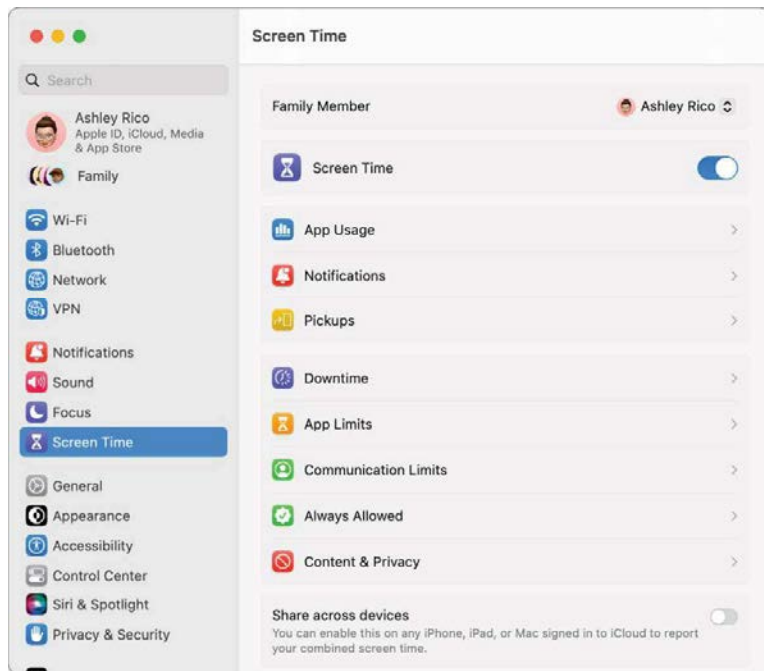 Screen Time
Search
Ashley Rico
Apple ID, iCloud, Media
& App Store
Family
Wi-Fi
Bluetooth
Network
VPN
Notifications
Sound
Focus
Screen Time
General
Appearance
Accessibility
Control Center
Siri & Spotlight
Privacy & Security
Family Member
Ashley Rico
Screen Time
App Usage
Notifications
Pickups
Downtime
App Limits
Communication Limits
Always Allowed
Content & Privacy
Share across devices
You can enable this on any iPhone, iPad, or Mac signed in to iCloud to report
your combined screen time.